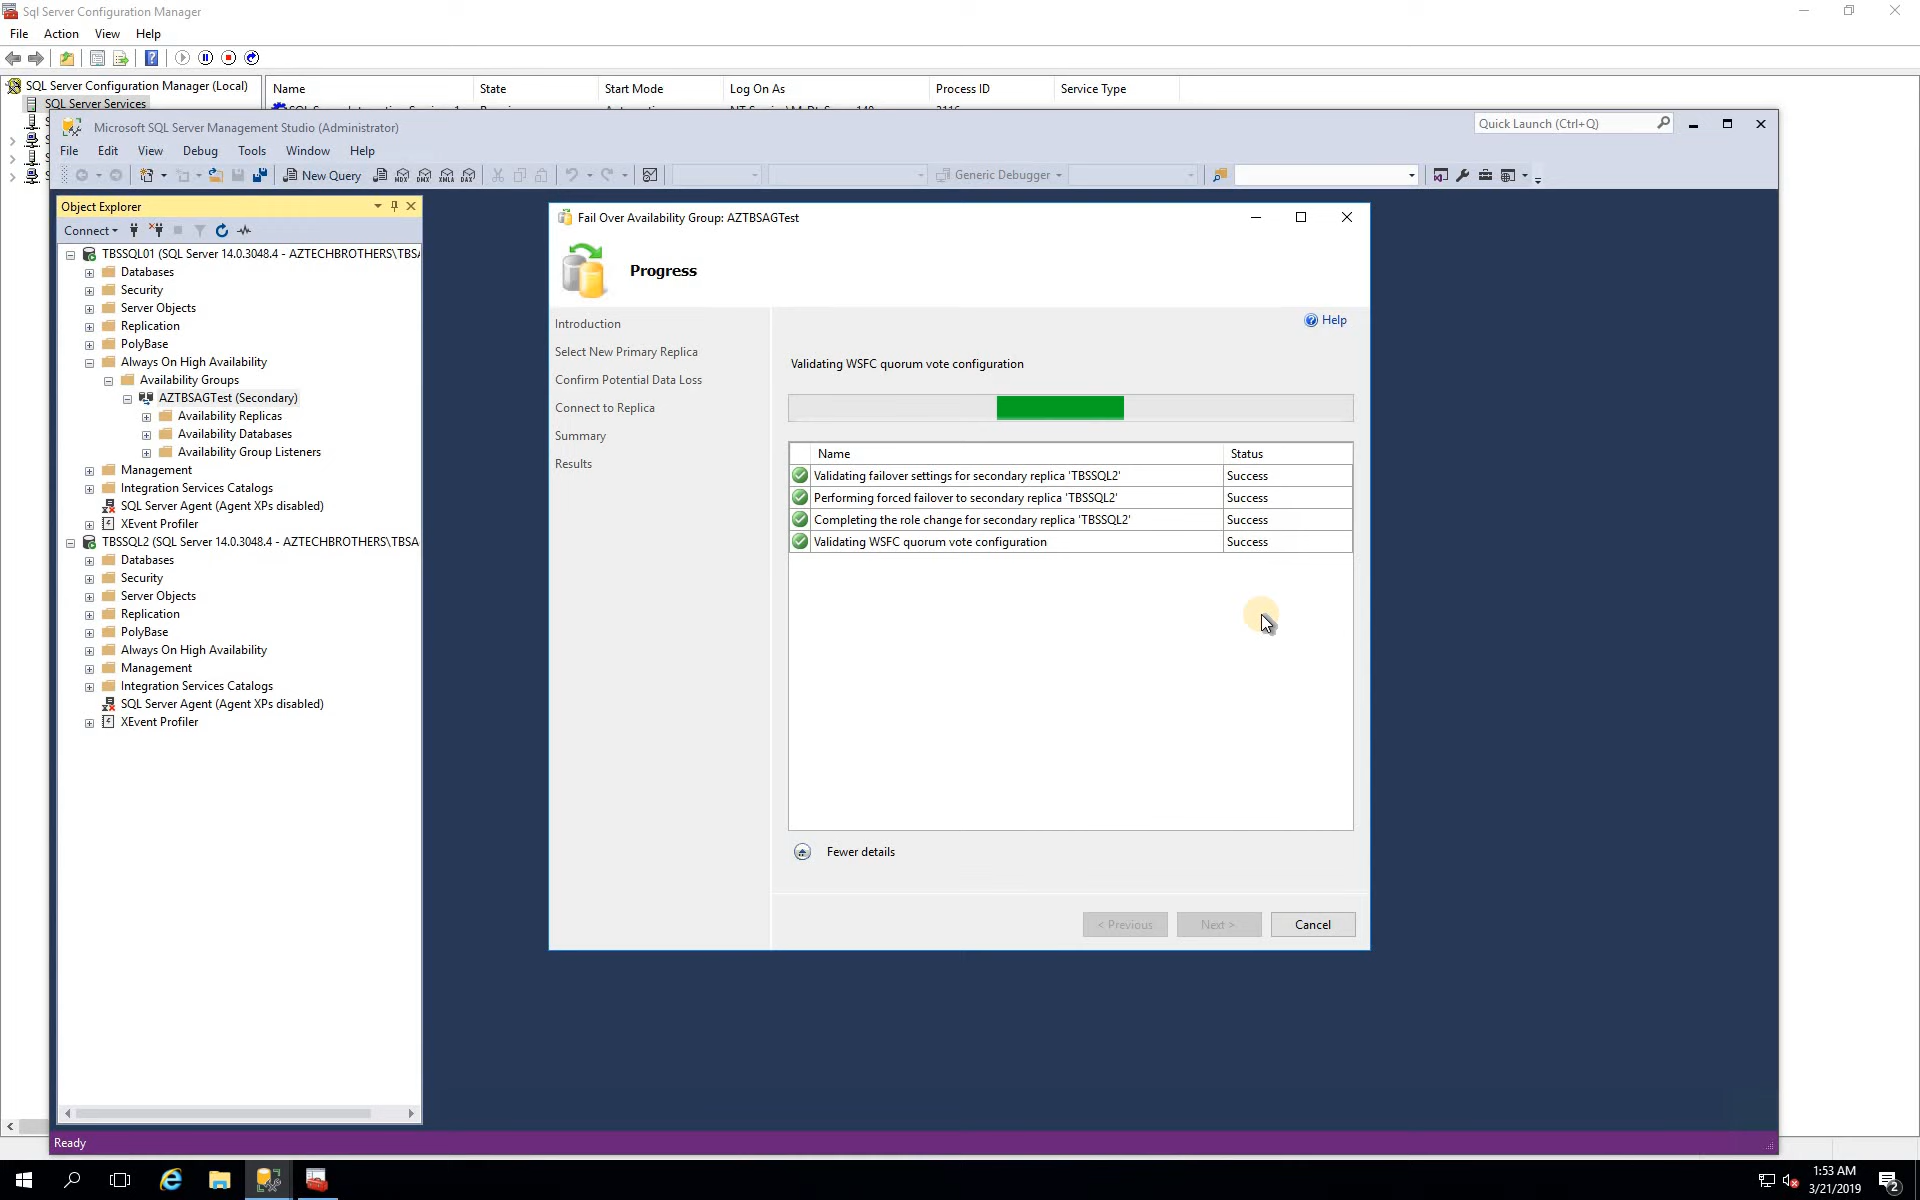 Sql Server Configuration Manager
File Action View Help
SQL Server Configuration Manager (Local)
SQL Server Services
Name State Start Mode Log On As Process ID Service Type
Microsoft SQL Server Management Studio (Administrator)
Quick Launch (Ctrl+Q)
File Edit View Debug Tools Window Help
New Query
MDX DMX XMLA DAX
Generic Debugger
Object Explorer
Connect
TBSSQL01 (SQL Server 14.0.3048.4 - AZTECHBROTHERS\TBSA
Databases
Security
Server Objects
Replication
PolyBase
Always On High Availability
Availability Groups
AZTBSAGTest (Secondary)
Availability Replicas
Availability Databases
Availability Group Listeners
Management
Integration Services Catalogs
SQL Server Agent (Agent XPs disabled)
XEvent Profiler
TBSSQL2 (SQL Server 14.0.3048.4 - AZTECHBROTHERS\TBSA
Databases
Security
Server Objects
Replication
PolyBase
Always On High Availability
Management
Integration Services Catalogs
SQL Server Agent (Agent XPs disabled)
XEvent Profiler
Fail Over Availability Group: AZTBSAGTest
Progress
Introduction
Select New Primary Replica
Confirm Potential Data Loss
Connect to Replica
Summary
Results
Help
Validating WSFC quorum vote configuration
Name Status
Validating failover settings for secondary replica 'TBSSQL2' Success
Performing forced failover to secondary replica 'TBSSQL2' Success
Completing the role change for secondary replica 'TBSSQL2' Success
Validating WSFC quorum vote configuration Success
Fewer details
< Previous Next > Cancel
Ready
1:53 AM
3/21/2019
2